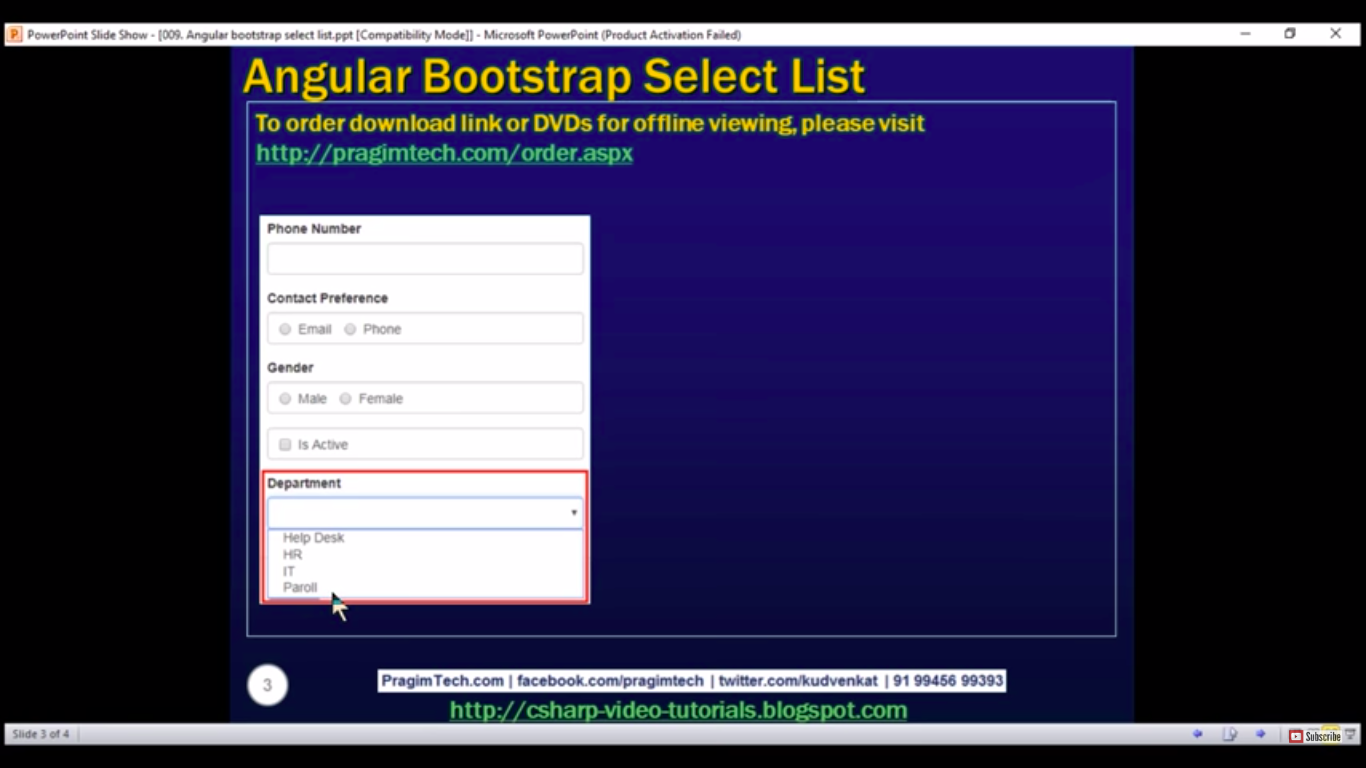 PowerPoint Slide Show - [009. Angular bootstrap select list.ppt [Compatibility Mode]] - Microsoft PowerPoint (Product Activation Failed)
Angular Bootstrap Select List
To order download link or DVDs for offline viewing, please visit
http://pragimtech.com/order.aspx
Phone Number
Contact Preference
Email Phone
Gender
Male Female
Is Active
Department
Help Desk
HR
IT
Paroll
3
PragimTech.com | facebook.com/pragimtech | twitter.com/kudvenkat | 91 99456 99393
http://csharp-video-tutorials.blogspot.com
Slide 3 of 4
Subscribe